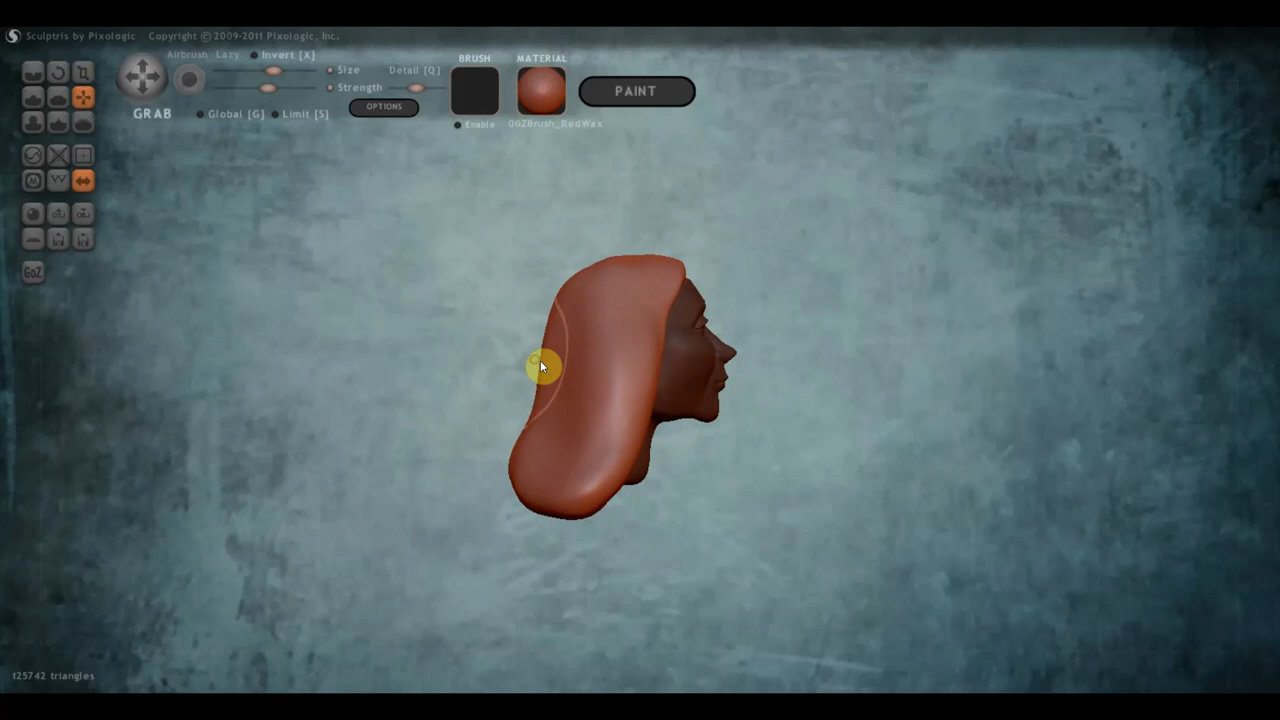 Sculptris by Pixologic Copyright © 2009-2011 Pixologic, Inc.
Airbrush Lazy Invert [X]
Size Detail [Q]
Strength
OPTIONS
GRAB Global [G] Limit [S]
BRUSH
Enable
MATERIAL
00ZBrush_RedWax
PAINT
GoZ
125742 triangles